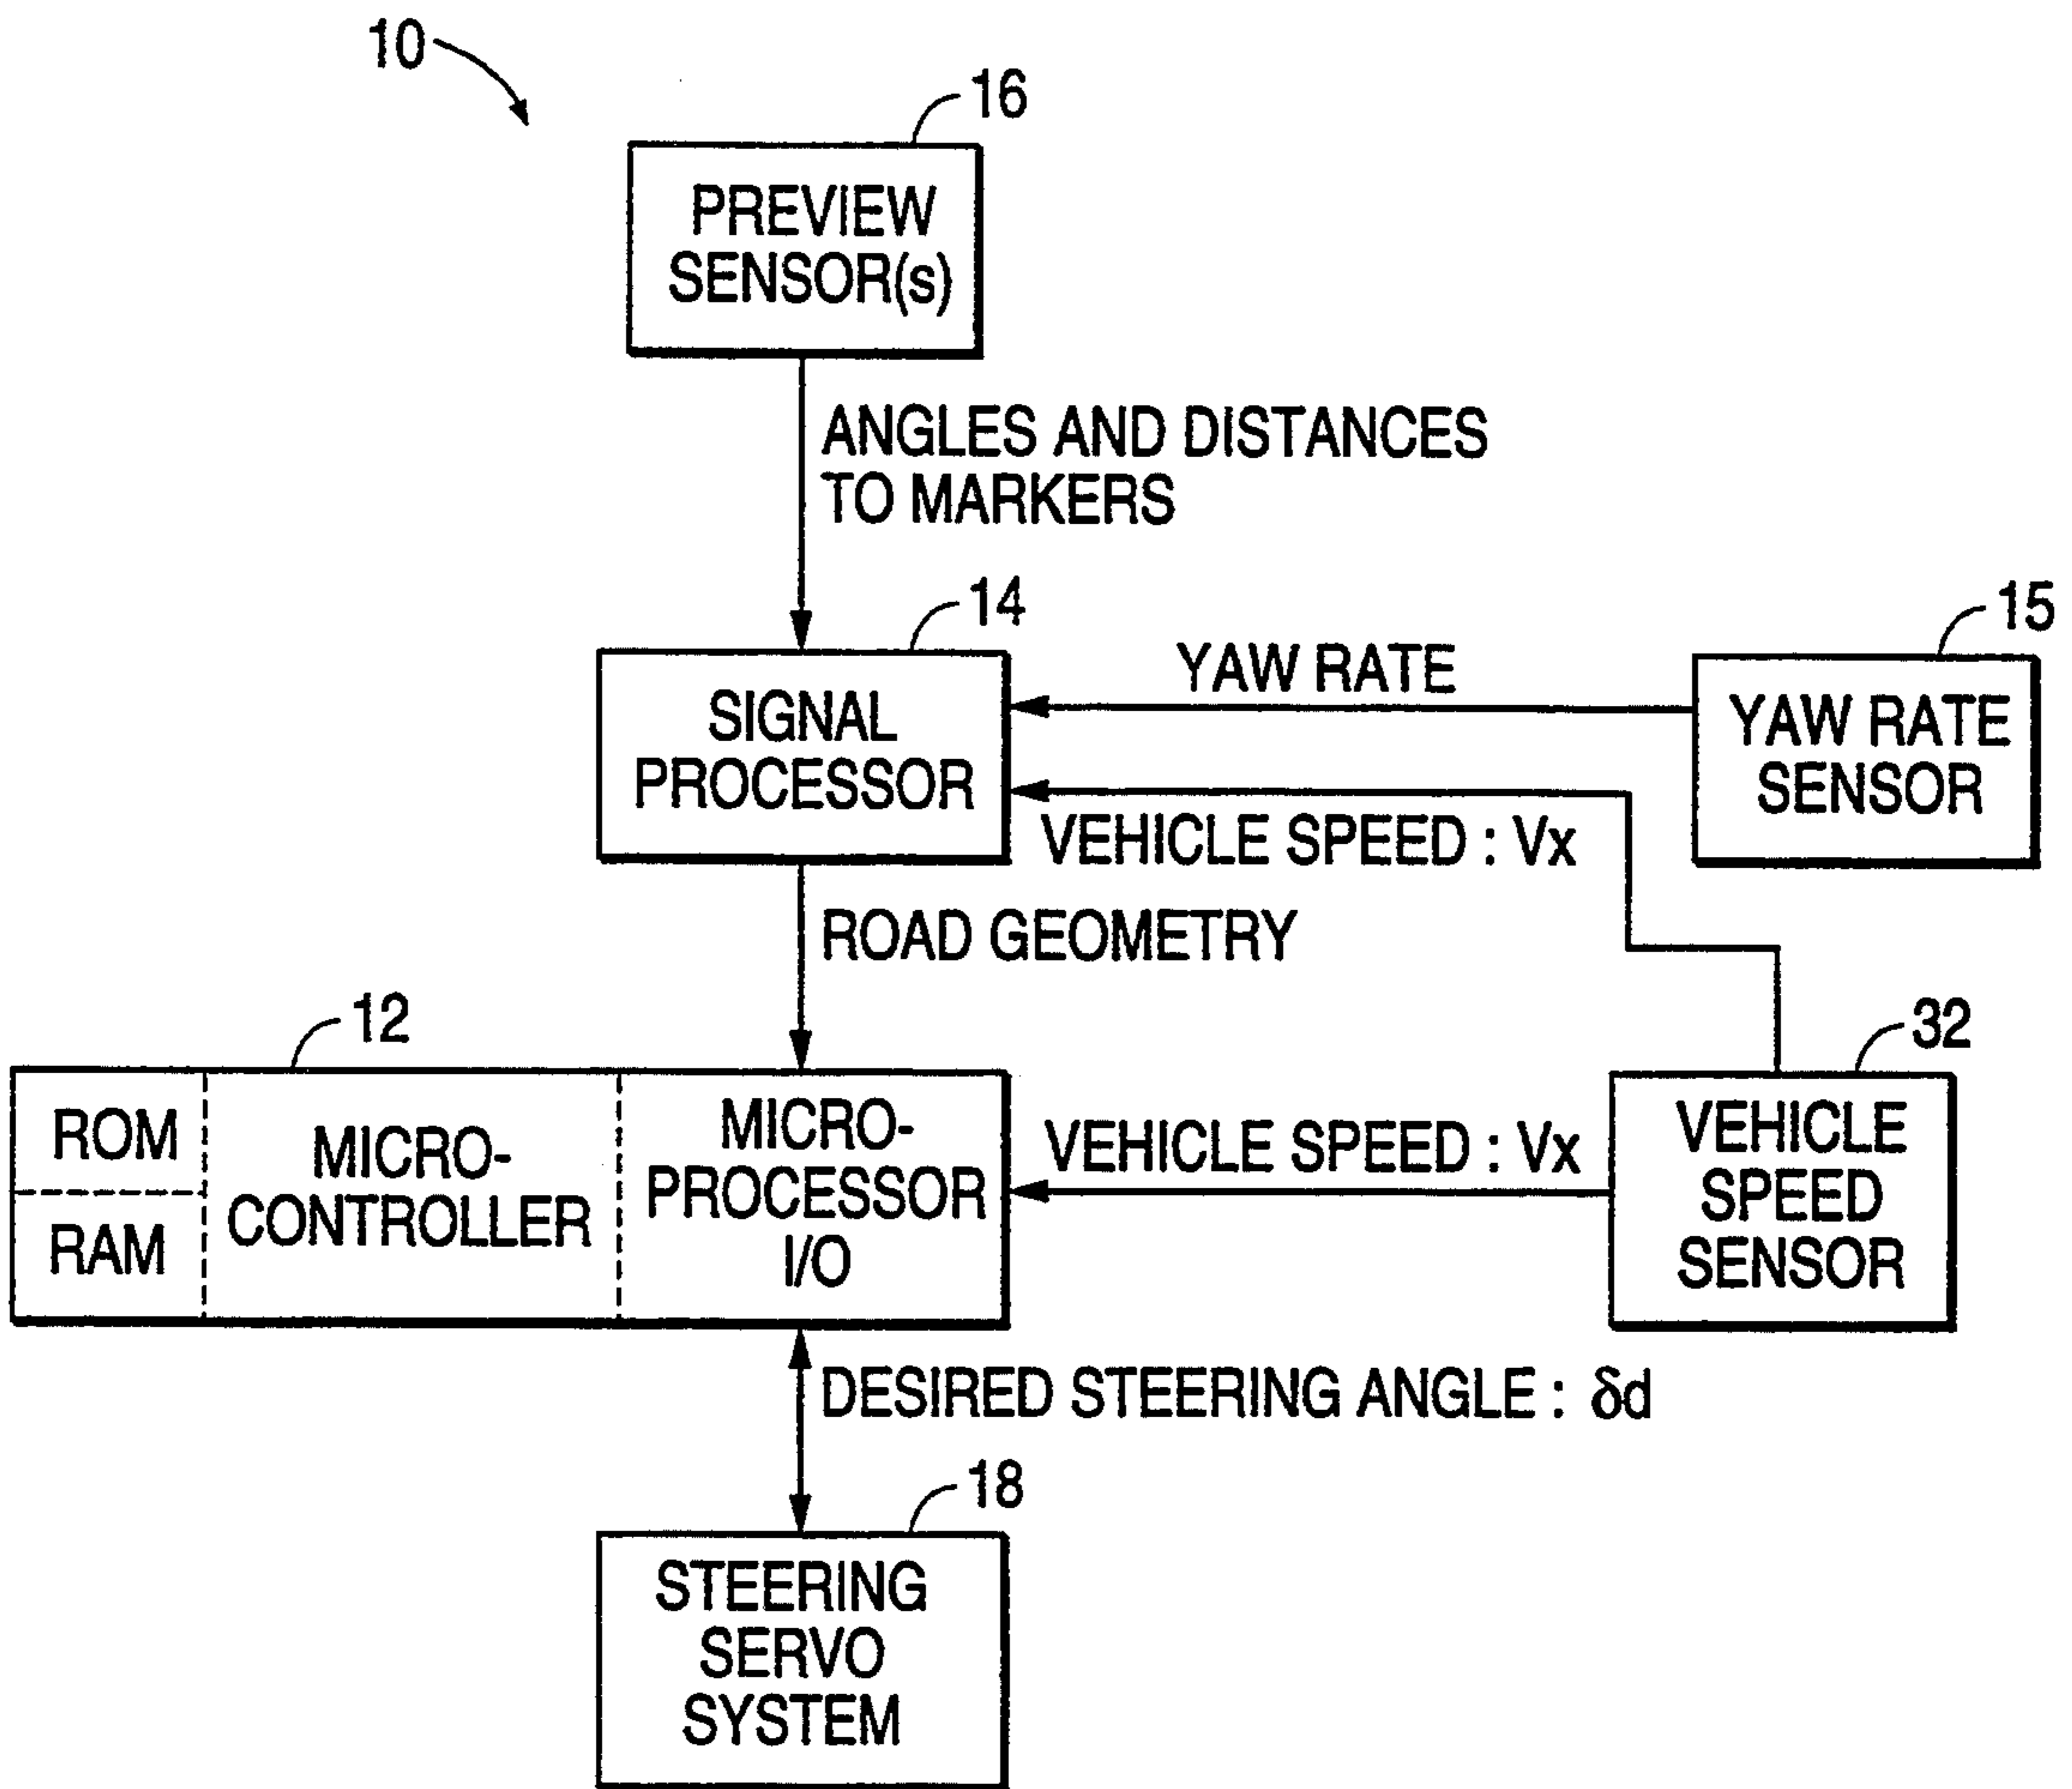 10
16
PREVIEW
SENSOR(s)
ANGLES AND DISTANCES
TO MARKERS
14
15
SIGNAL
PROCESSOR
YAW RATE
YAW RATE
SENSOR
VEHICLE SPEED : Vx
ROAD GEOMETRY
12
32
ROM
RAM
MICRO-
CONTROLLER
MICRO-
PROCESSOR
I/O
VEHICLE SPEED : Vx
VEHICLE
SPEED
SENSOR
DESIRED STEERING ANGLE : δd
18
STEERING
SERVO
SYSTEM